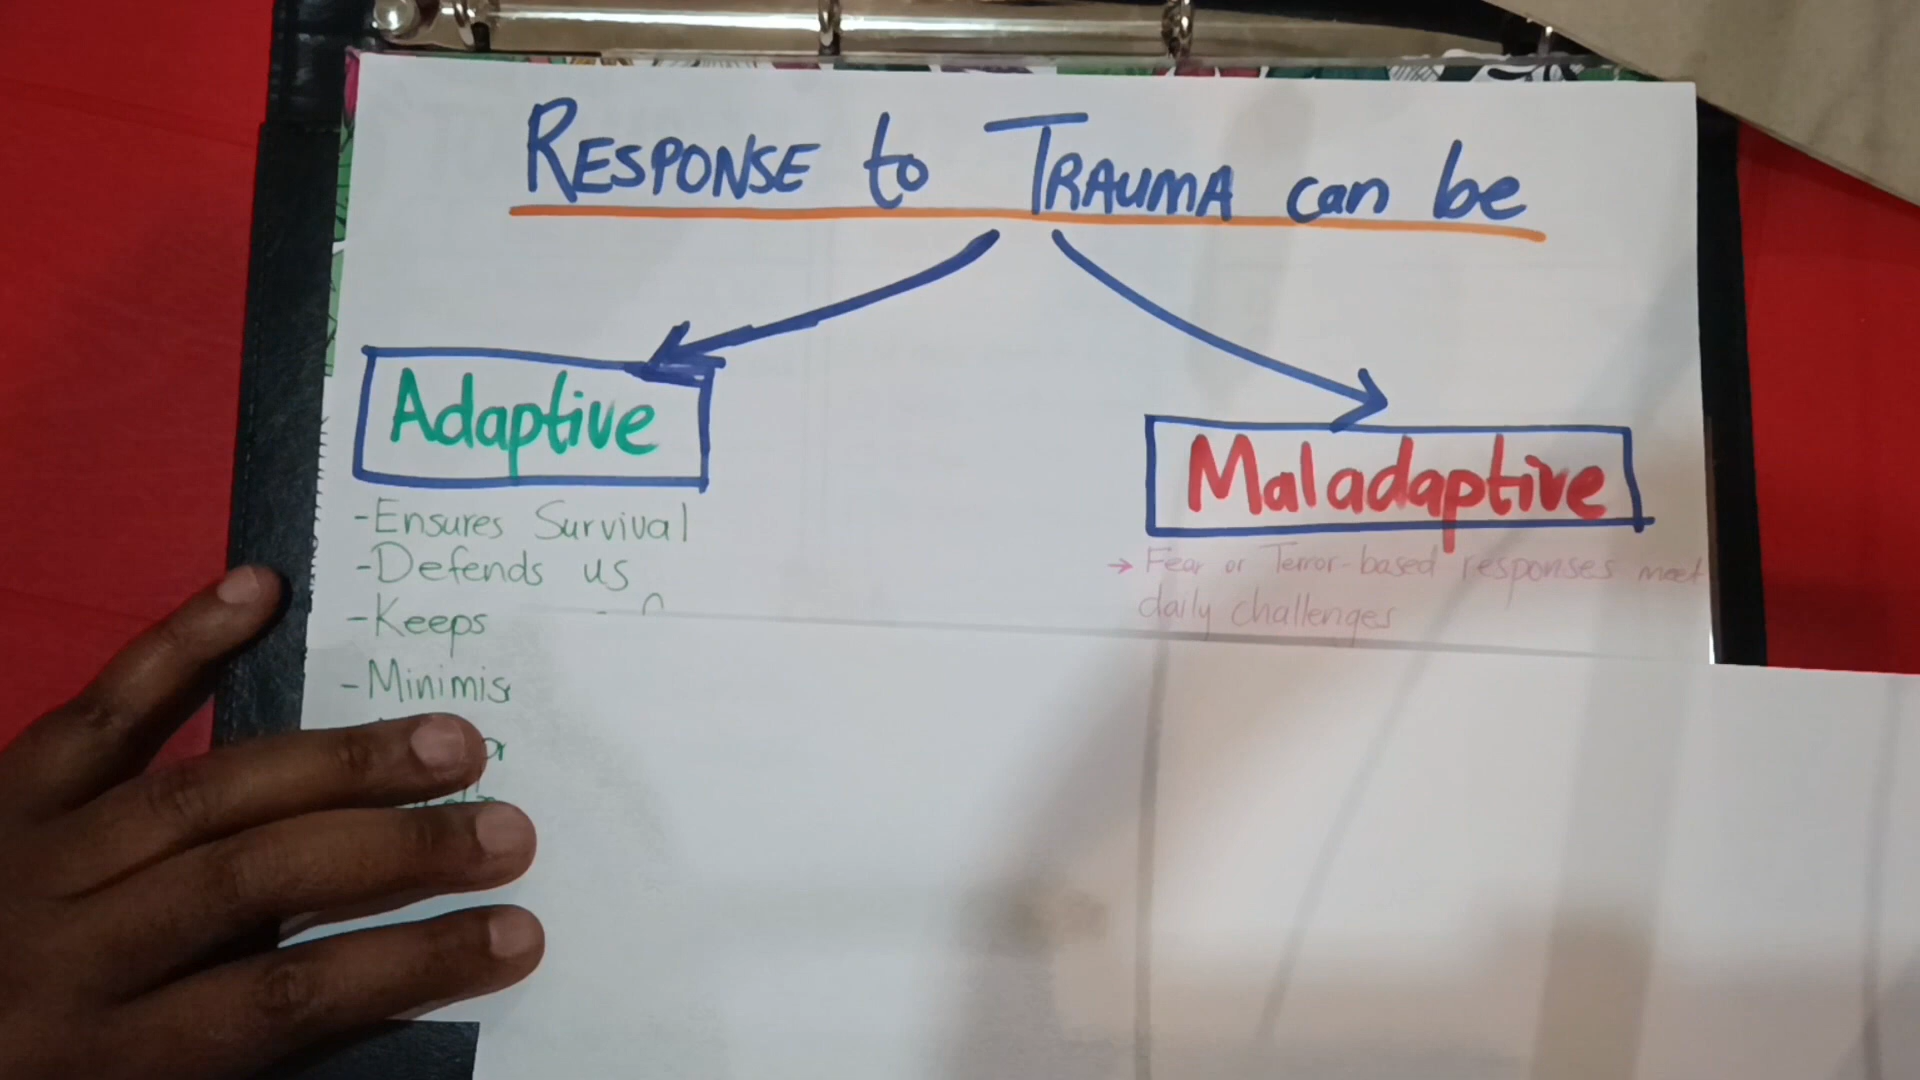 RESPONSE to TRAUMA can be
Adaptive
- Ensures Survival
- Defends us
- Keeps
Maladaptive
→ Fear or Terror-based responses meet
daily challenges